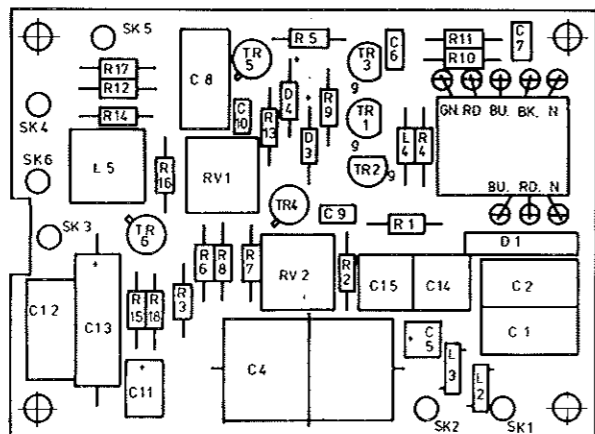 SK5
R5
R11
C7
R17
C8
TR5
TR3
C6
R10
R12
D4
R9
GN. RD BU. BK. N
SK4
R14
C10
R13
TR1
g
g
SK6
L5
R16
RV1
D3
TR2
g
L4
R4
BU. RD. N
SK3
TR6
TR4
C9
R1
D1
R6
R8
R7
RV2
R2
C15
C14
C2
C12
C13
+
R15
R18
R3
C4
+
C5
C1
+
C11
L3
L2
SK2
SK1